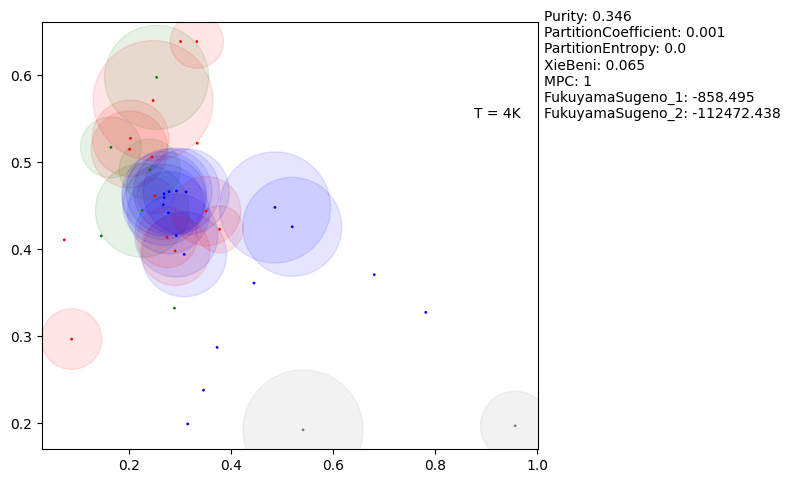 Purity: 0.346
PartitionCoefficient: 0.001
PartitionEntropy: 0.0
XieBeni: 0.065
MPC: 1
FukuyamaSugeno_1: -858.495
FukuyamaSugeno_2: -112472.438
T = 4K
0.6
0.5
0.4
0.3
0.2
0.2
0.4
0.6
0.8
1.0